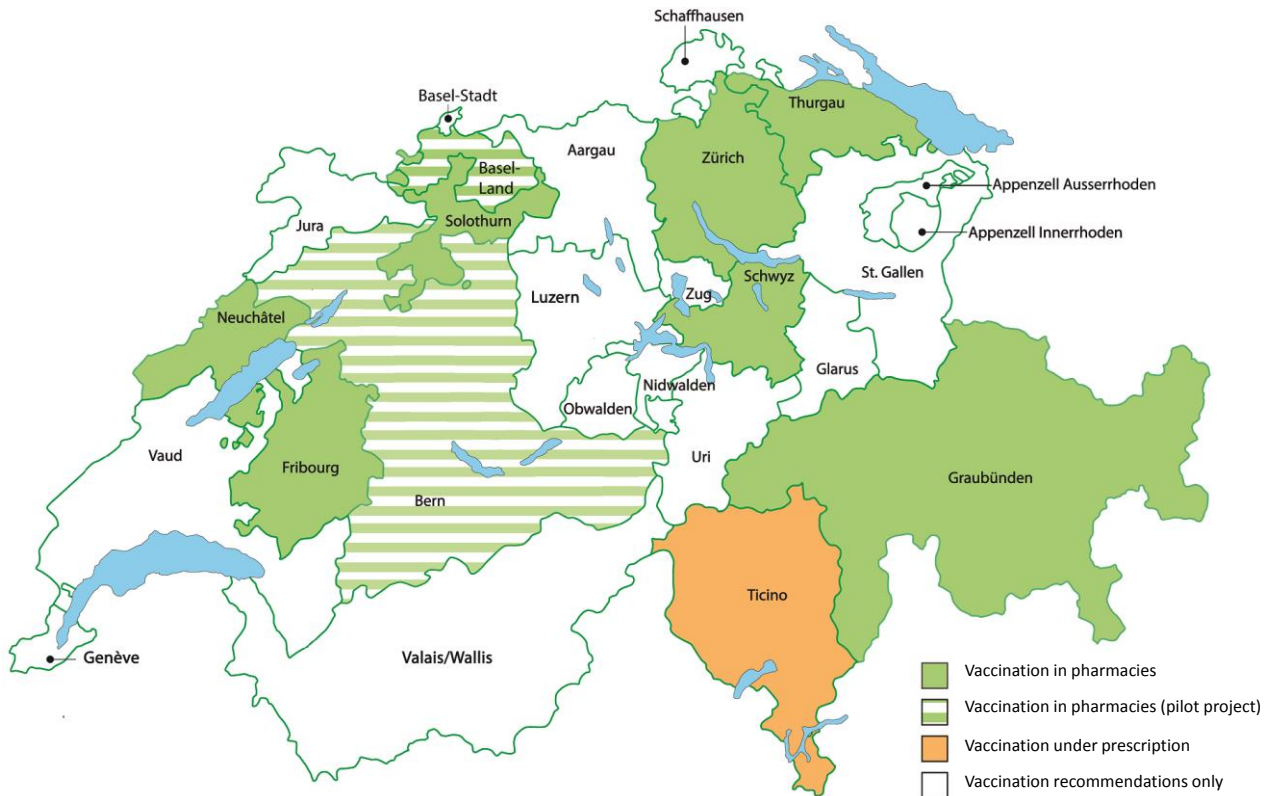 Schaffhausen
Basel-Stadt
Thurgau
Aargau
Zürich
Basel-
Land
Appenzell Ausserrhoden
Solothurn
Jura
Appenzell Innerrhoden
St. Gallen
Schwyz
Luzern
Zug
Neuchâtel
Glarus
Nidwalden
Obwalden
Vaud
Uri
Fribourg
Graubünden
Bern
Ticino
Genève
Valais/Wallis
Vaccination in pharmacies
Vaccination in pharmacies (pilot project)
Vaccination under prescription
Vaccination recommendations only